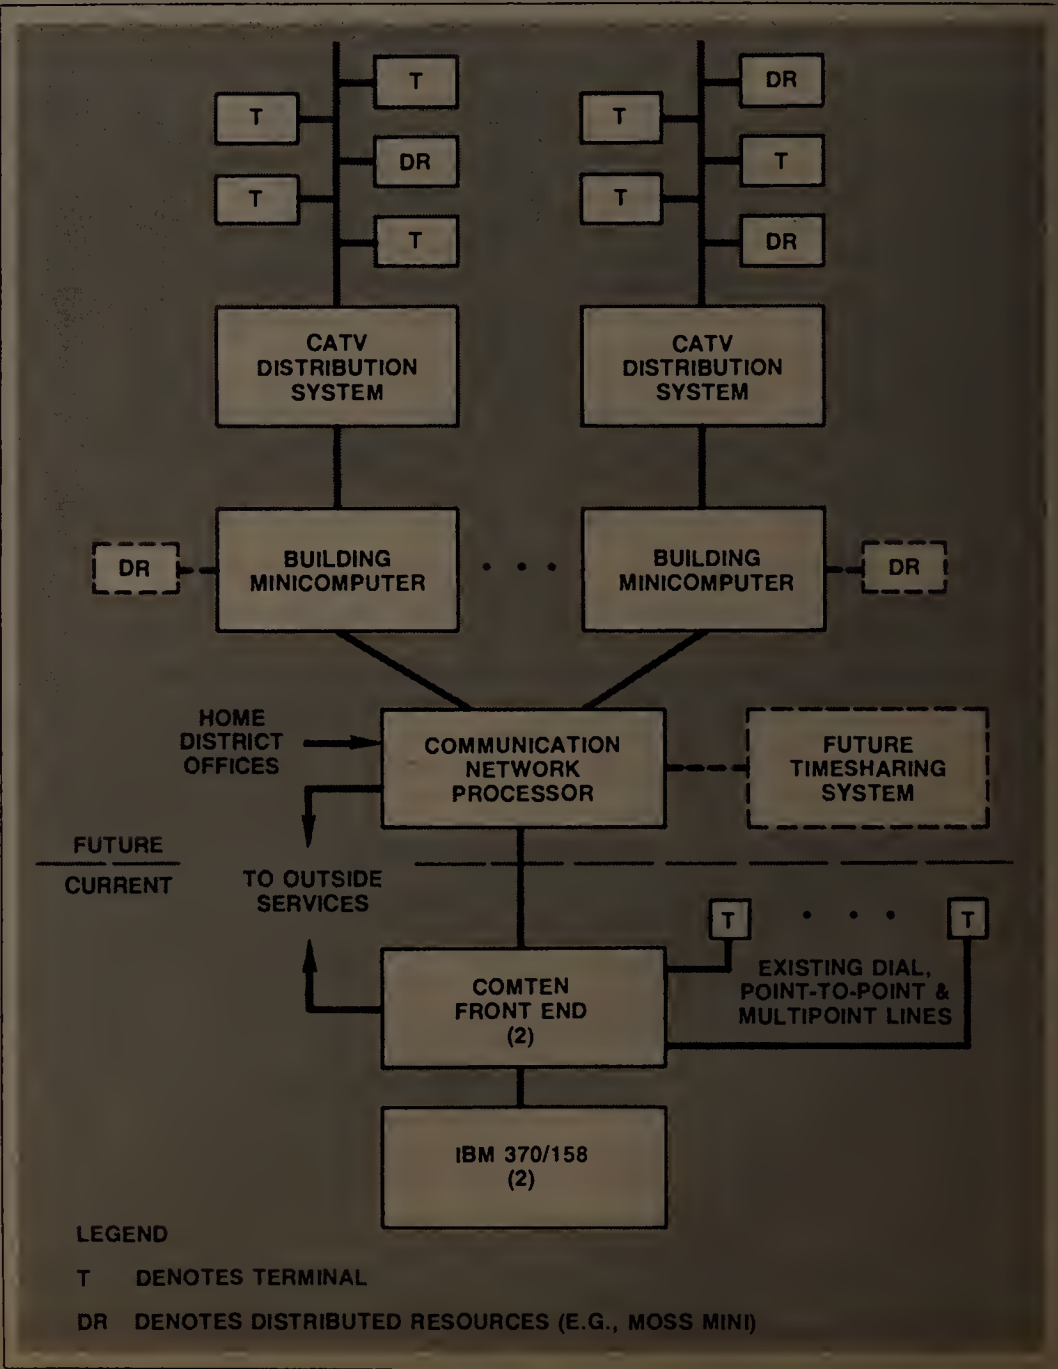 T
DR
T
T
DR
T
T
T
T
DR
CATV
DISTRIBUTION
SYSTEM
CATV
DISTRIBUTION
SYSTEM
DR
BUILDING
MINICOMPUTER
. . .
BUILDING
MINICOMPUTER
DR
HOME
DISTRICT
OFFICES
COMMUNICATION
NETWORK
PROCESSOR
FUTURE
TIMESHARING
SYSTEM
FUTURE
CURRENT
TO OUTSIDE
SERVICES
T
. . .
T
EXISTING DIAL,
POINT-TO-POINT &
MULTIPOINT LINES
COMTEN
FRONT END
(2)
IBM 370/158
(2)
LEGEND
T DENOTES TERMINAL
DR DENOTES DISTRIBUTED RESOURCES (E.G., MOSS MINI)